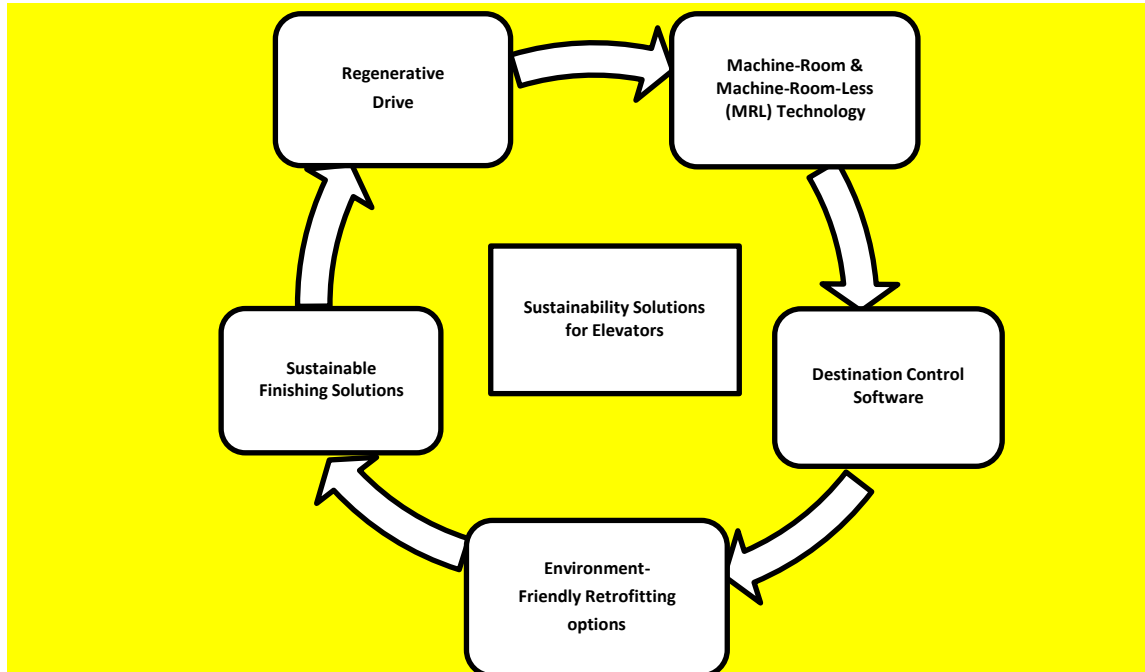 Regenerative
Drive
Machine-Room &
Machine-Room-Less
(MRL) Technology
Sustainability Solutions
for Elevators
Sustainable
Finishing Solutions
Destination Control
Software
Environment-
Friendly Retrofitting
options